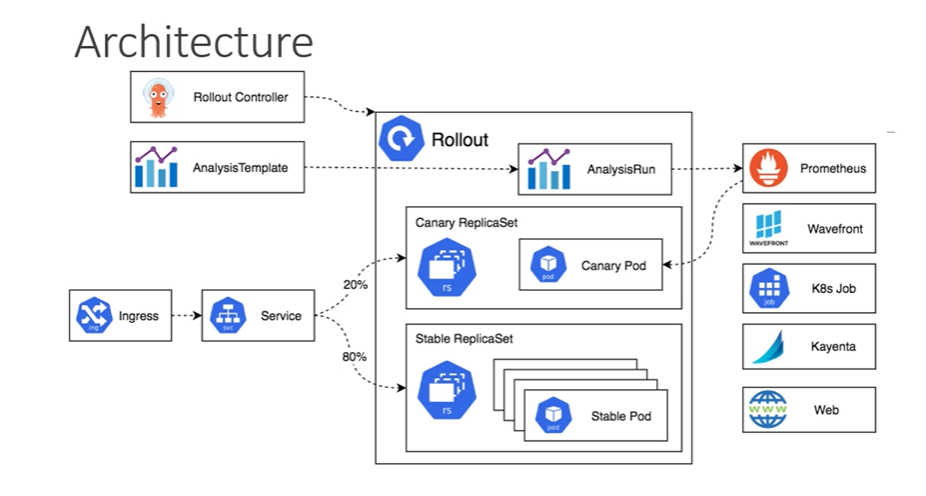 Architecture
Rollout Controller
Rollout
AnalysisTemplate
AnalysisRun
Prometheus
Canary ReplicaSet
rs
pod
Canary Pod
WAVEFRONT
Wavefront
20%
job
K8s Job
ing
Ingress
svc
Service
80%
Stable ReplicaSet
rs
pod
Stable Pod
Kayenta
WWW
Web